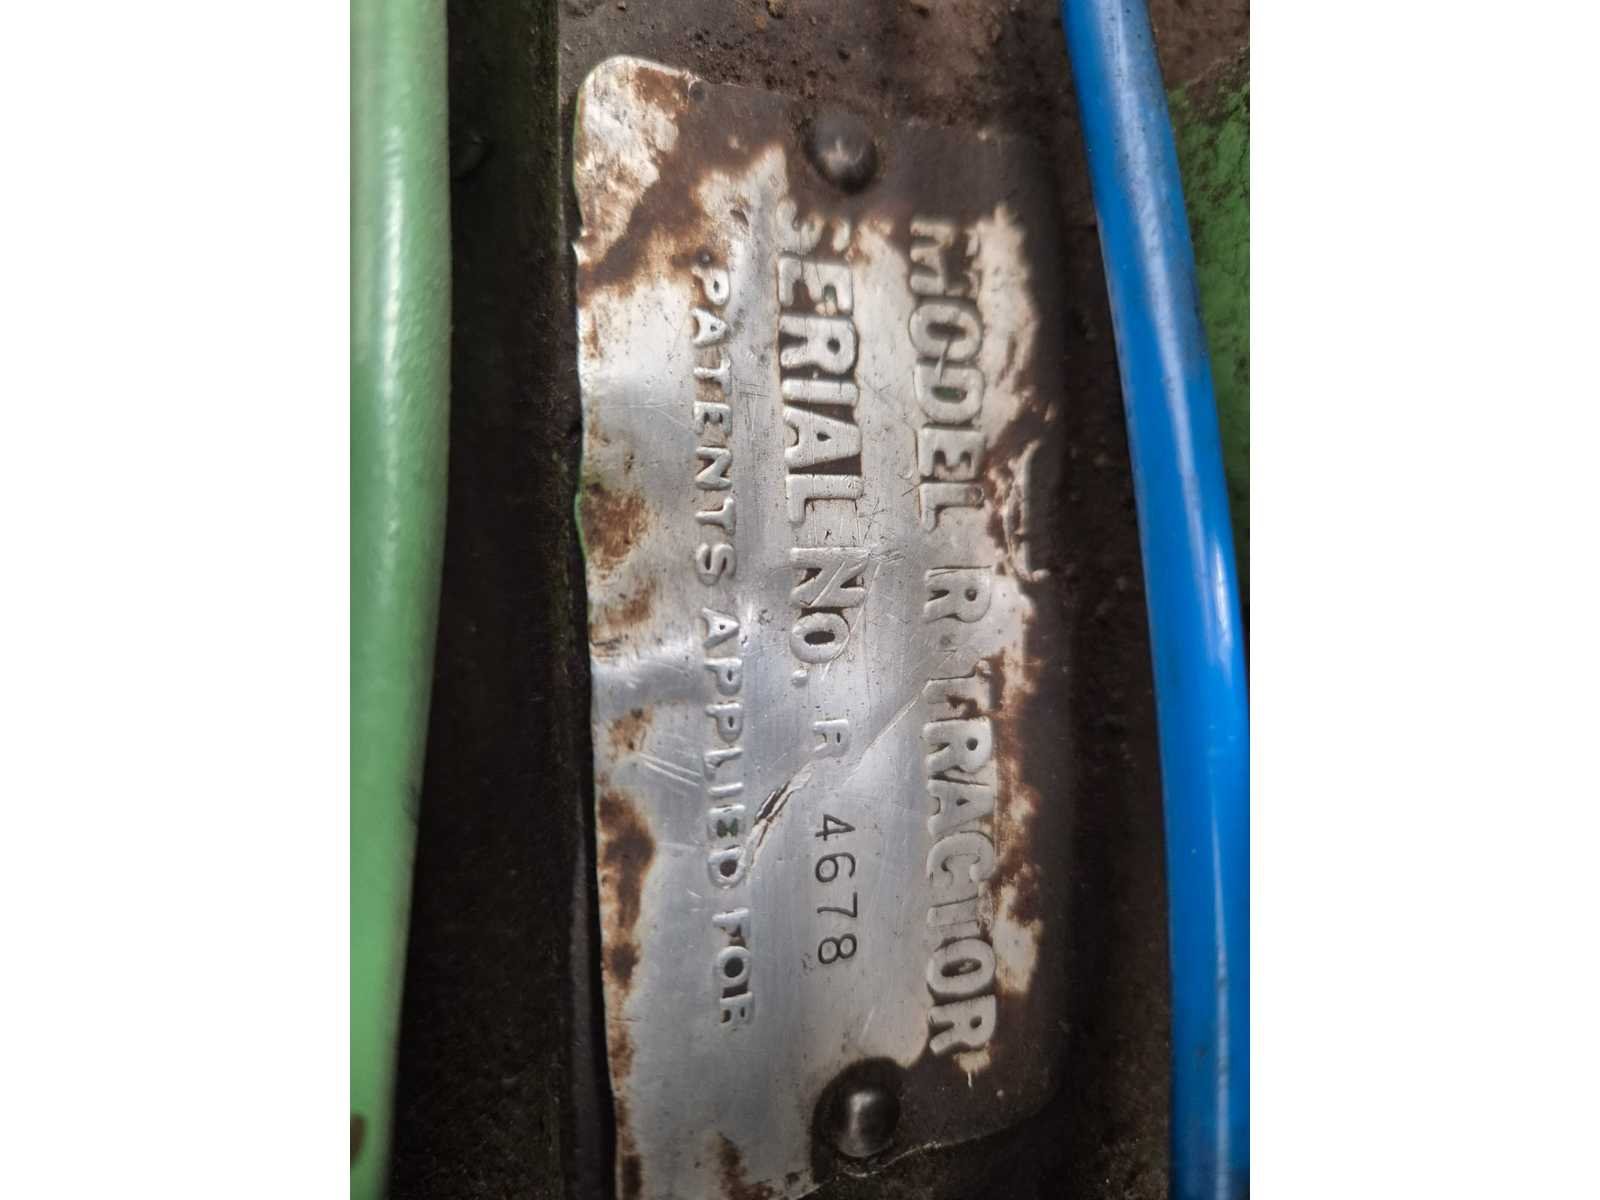 MODEL R TRACTOR
SERIAL NO. R 4678
PATENTS APPLIED FOR